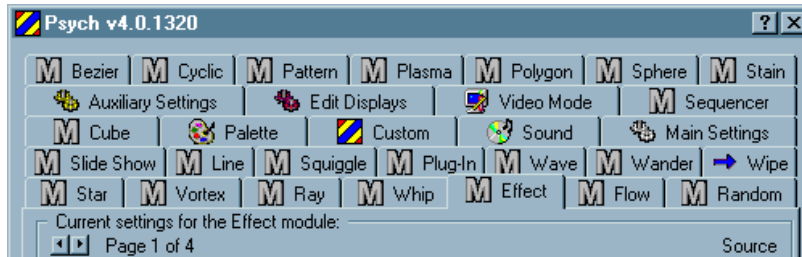 Psych v4.0.1320
Bezier Cyclic Pattern Plasma Polygon Sphere Stain
Auxiliary Settings Edit Displays Video Mode Sequencer
Cube Palette Custom Sound Main Settings
Slide Show Line Squiggle Plug-In Wave Wander Wipe
Star Vortex Ray Whip Effect Flow Random
Current settings for the Effect module:
Page 1 of 4 Source